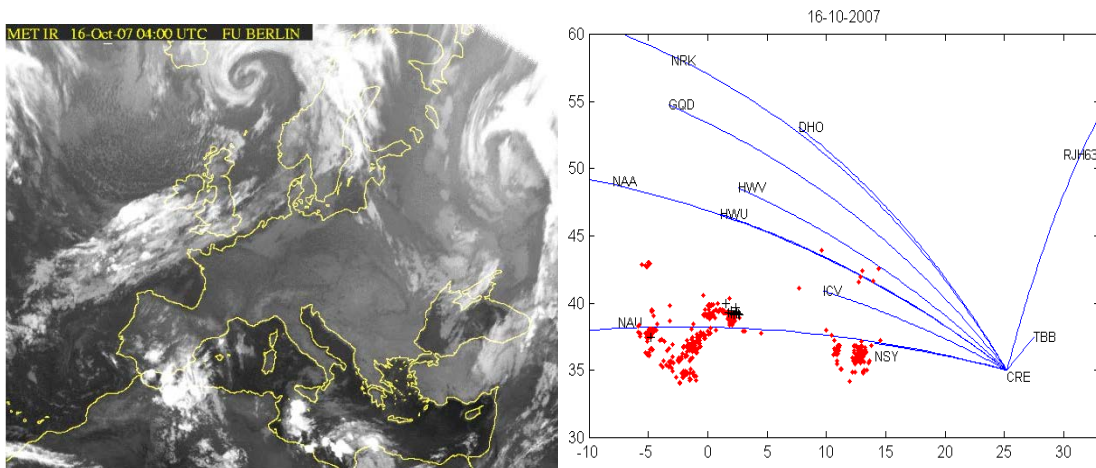 MET IR 16-Oct-07 04:00 UTC FU BERLIN
16-10-2007
60
NRK
55
GQD
DHO
50
RJH63
NAA
HWV
HWU
45
40
ICV
NAU
TBB
NSY
35
CRE
30
-10
-5
0
5
10
15
20
25
30